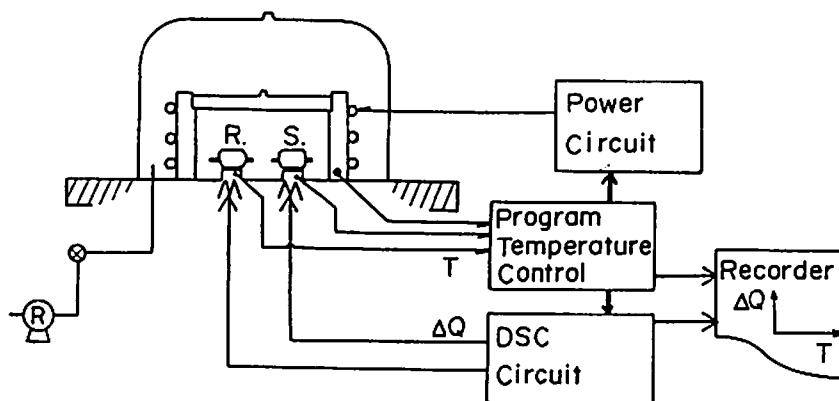 R. S.
Power
Circuit
Program
Temperature
Control
T
Recorder
ΔQ
T
ΔQ
DSC
Circuit
R